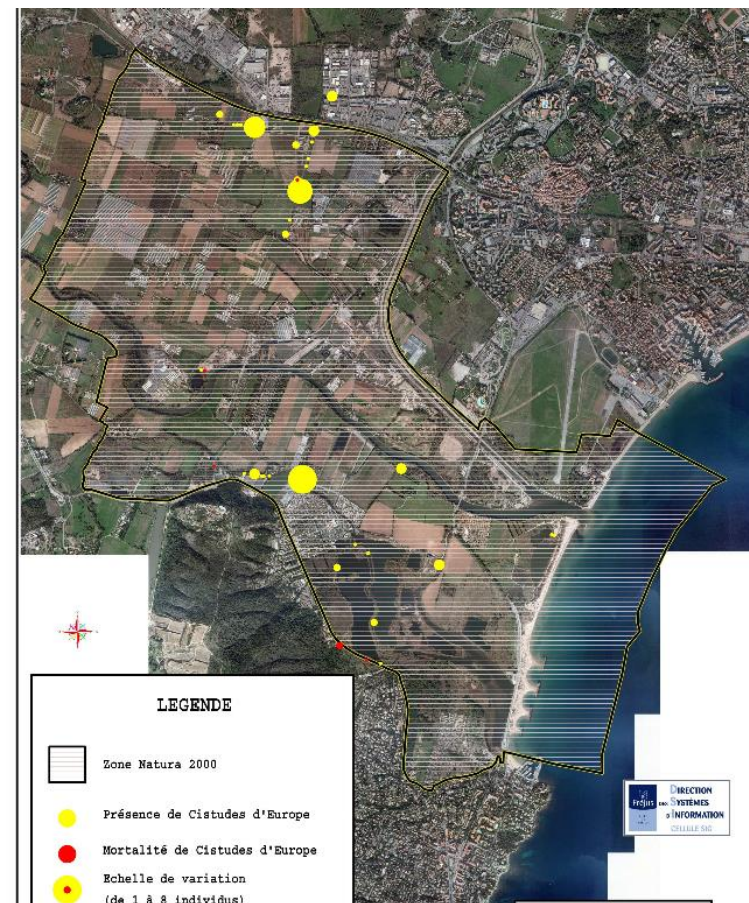 LEGENDE
Zone Natura 2000
Présence de Cistudes d'Europe
Mortalité de Cistudes d'Europe
Echelle de variation
(de 1 à 8 individus)
Fréjus
DIRECTION
DES SYSTÈMES
D'INFORMATION
CELLULE SIG